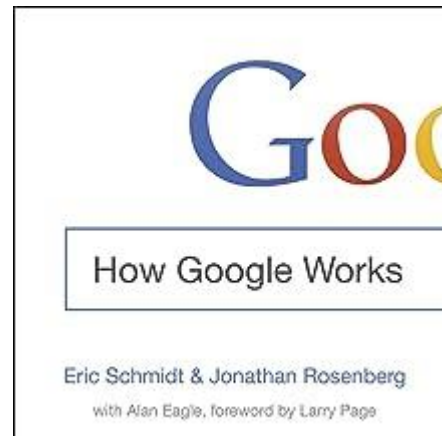 Goo
How Google Works
Eric Schmidt & Jonathan Rosenberg
with Alan Eagle, foreword by Larry Page